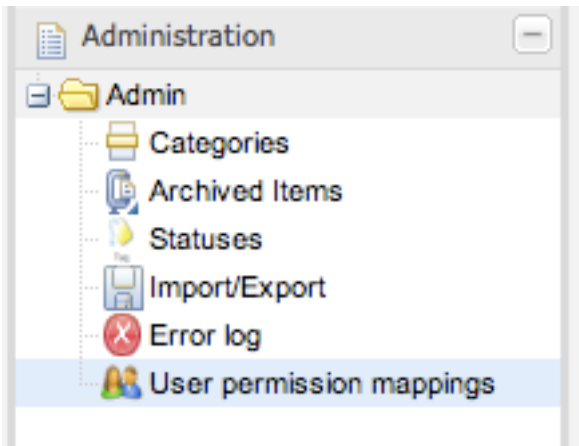 Administration
Admin
Categories
Archived Items
Statuses
Import/Export
Error log
User permission mappings